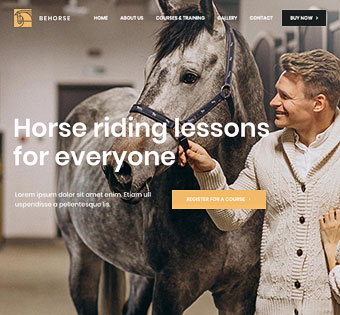 BEHORSE
HOME ABOUT US COURSES & TRAINING GALLERY CONTACT BUY NOW >
Horse riding lessons
for everyone
Lorem ipsum dolor sit amet enim. Etiam ull
uspendisse a pellentesque lis.
REGISTER FOR A COURSE >